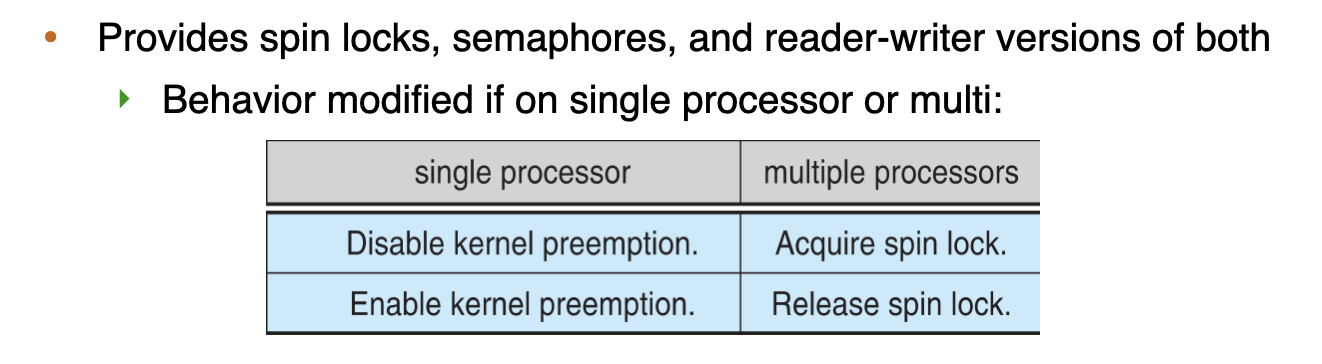 Provides spin locks, semaphores, and reader-writer versions of both
Behavior modified if on single processor or multi:
single processor multiple processors
Disable kernel preemption. Acquire spin lock.
Enable kernel preemption. Release spin lock.